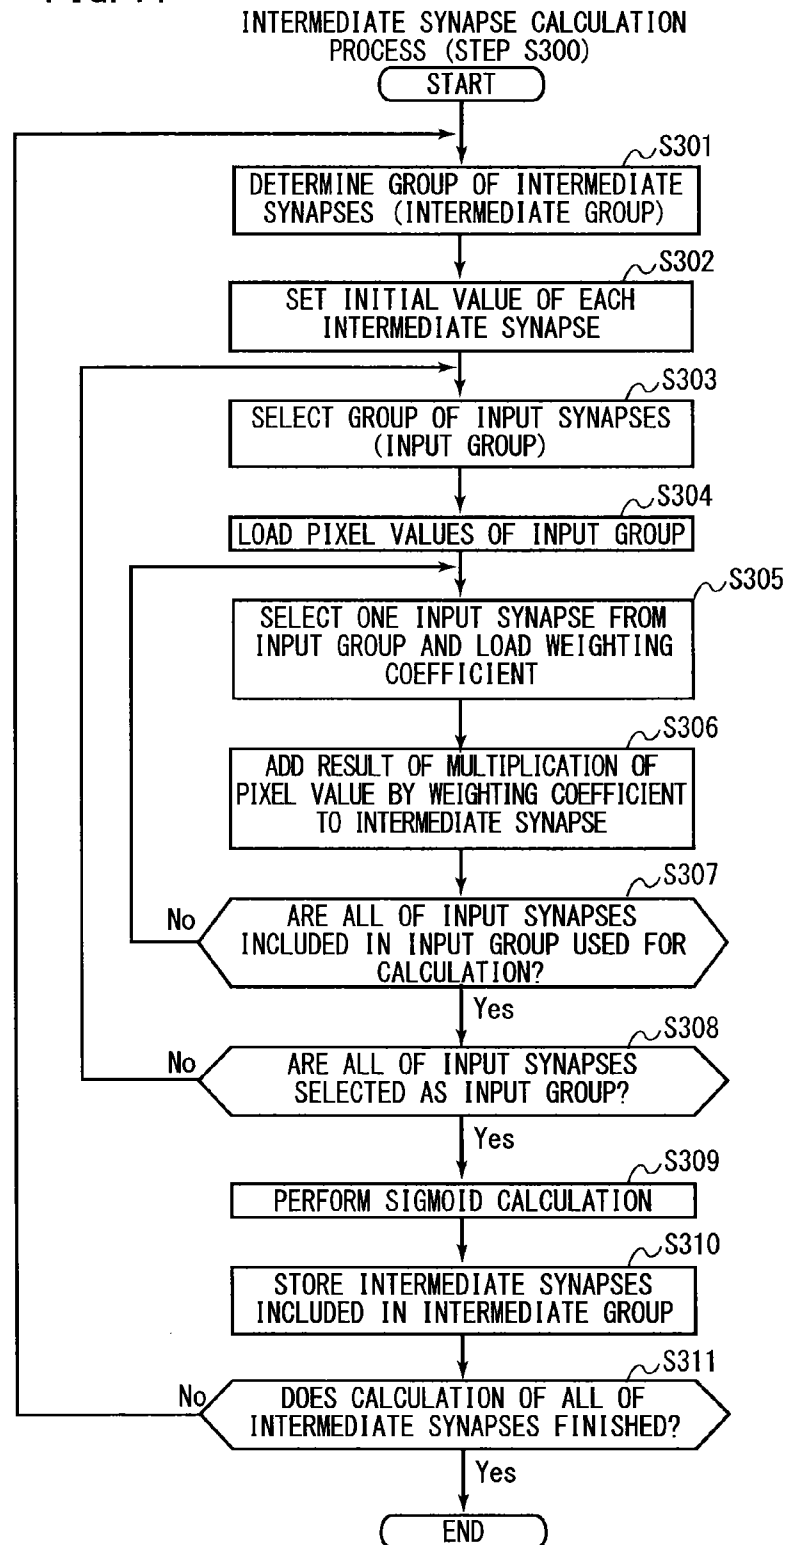 INTERMEDIATE SYNAPSE CALCULATION
PROCESS (STEP S300)
START
S301
DETERMINE GROUP OF INTERMEDIATE
SYNAPSES (INTERMEDIATE GROUP)
S302
SET INITIAL VALUE OF EACH
INTERMEDIATE SYNAPSE
S303
SELECT GROUP OF INPUT SYNAPSES
(INPUT GROUP)
S304
LOAD PIXEL VALUES OF INPUT GROUP
S305
SELECT ONE INPUT SYNAPSE FROM
INPUT GROUP AND LOAD WEIGHTING
COEFFICIENT
S306
ADD RESULT OF MULTIPLICATION OF
PIXEL VALUE BY WEIGHTING COEFFICIENT
TO INTERMEDIATE SYNAPSE
S307
No
ARE ALL OF INPUT SYNAPSES
INCLUDED IN INPUT GROUP USED FOR
CALCULATION?
Yes
S308
No
ARE ALL OF INPUT SYNAPSES
SELECTED AS INPUT GROUP?
Yes
S309
PERFORM SIGMOID CALCULATION
S310
STORE INTERMEDIATE SYNAPSES
INCLUDED IN INTERMEDIATE GROUP
S311
No
DOES CALCULATION OF ALL OF
INTERMEDIATE SYNAPSES FINISHED?
Yes
END